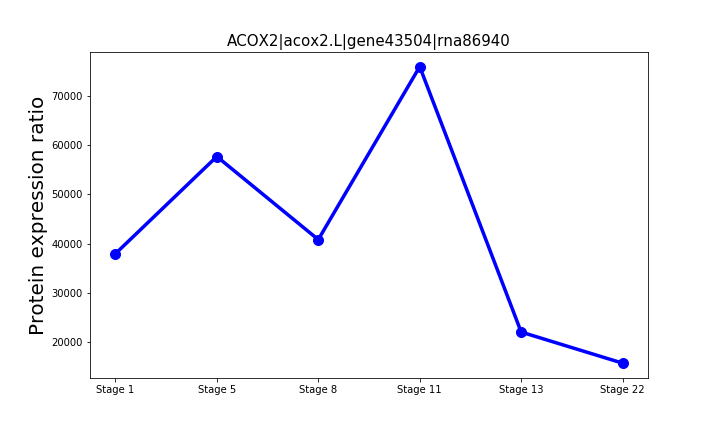 ACOX2|acox2.L|gene43504|rna86940
Protein expression ratio
70000
60000
50000
40000
30000
20000
Stage 1 Stage 5 Stage 8 Stage 11 Stage 13 Stage 22